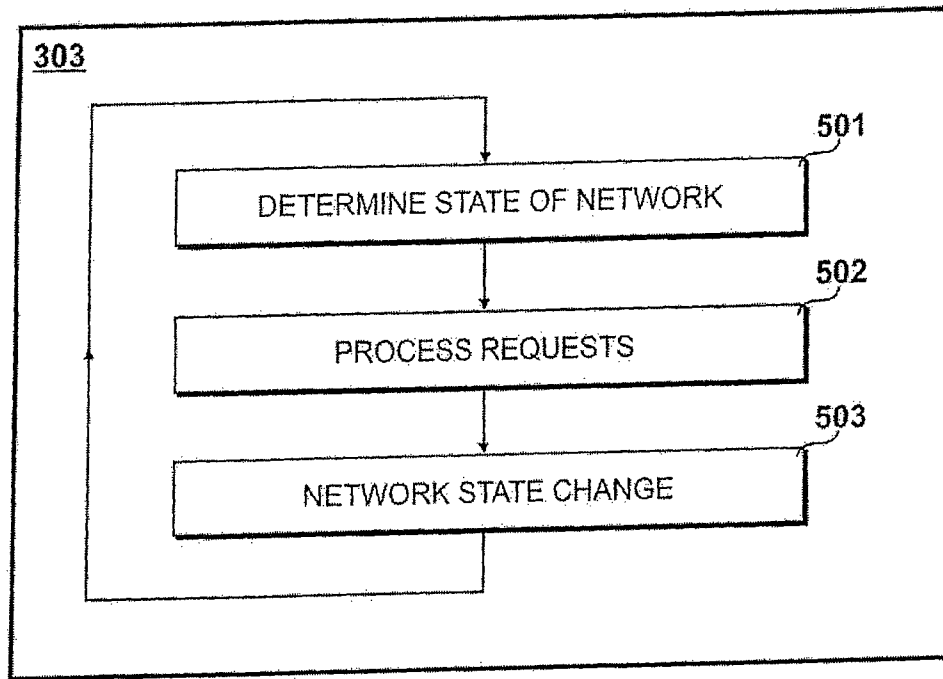 303
501
DETERMINE STATE OF NETWORK
502
PROCESS REQUESTS
503
NETWORK STATE CHANGE